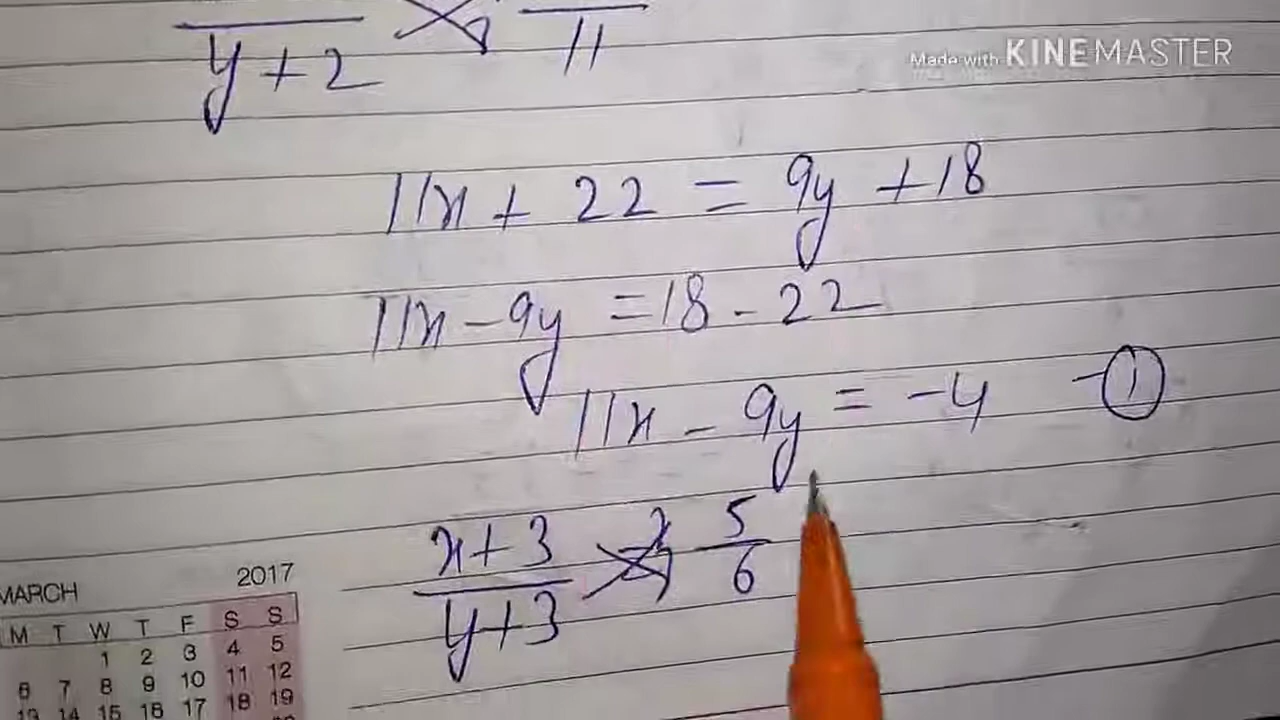 Made with KINEMASTER
y+2 11
11x + 22 = 9y +18
11x - 9y = 18 - 22
11x - 9y = -4 - ①
x+3 = 5
y+3 6
MARCH 2017
M T W T F S S
1 2 3 4 5
6 7 8 9 10 11 12
13 14 15 16 17 18 19